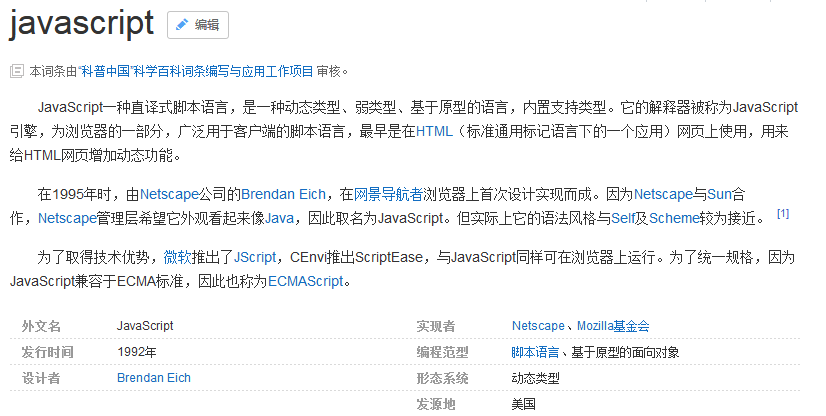 javascript 编辑
本词条由“科普中国”科学百科词条编写与应用工作项目 审核。
JavaScript一种直译式脚本语言，是一种动态类型、弱类型、基于原型的语言，内置支持类型。它的解释器被称为JavaScript
引擎，为浏览器的一部分，广泛用于客户端的脚本语言，最早是在HTML（标准通用标记语言下的一个应用）网页上使用，用来
给HTML网页增加动态功能。
在1995年时，由Netscape公司的Brendan Eich，在网景导航者浏览器上首次设计实现而成。因为Netscape与Sun合
作，Netscape管理层希望它外观看起来像Java，因此取名为JavaScript。但实际上它的语法风格与Self及Scheme较为接近。 [1]
为了取得技术优势，微软推出了JScript，CEnvi推出ScriptEase，与JavaScript同样可在浏览器上运行。为了统一规格，因为
JavaScript兼容于ECMA标准，因此也称为ECMAScript。
外文名 JavaScript 实现者 Netscape、Mozilla基金会
发行时间 1992年 编程范型 脚本语言、基于原型的面向对象
设计者 Brendan Eich 形态系统 动态类型
发源地 美国